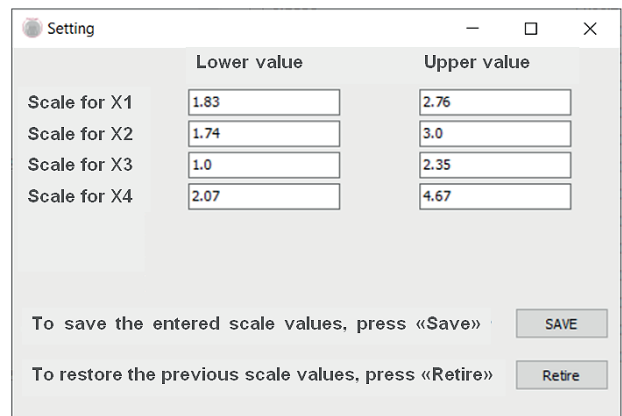 Setting
Lower value Upper value
Scale for X1 1.83 2.76
Scale for X2 1.74 3.0
Scale for X3 1.0 2.35
Scale for X4 2.07 4.67
To save the entered scale values, press «Save» SAVE
To restore the previous scale values, press «Retire» Retire